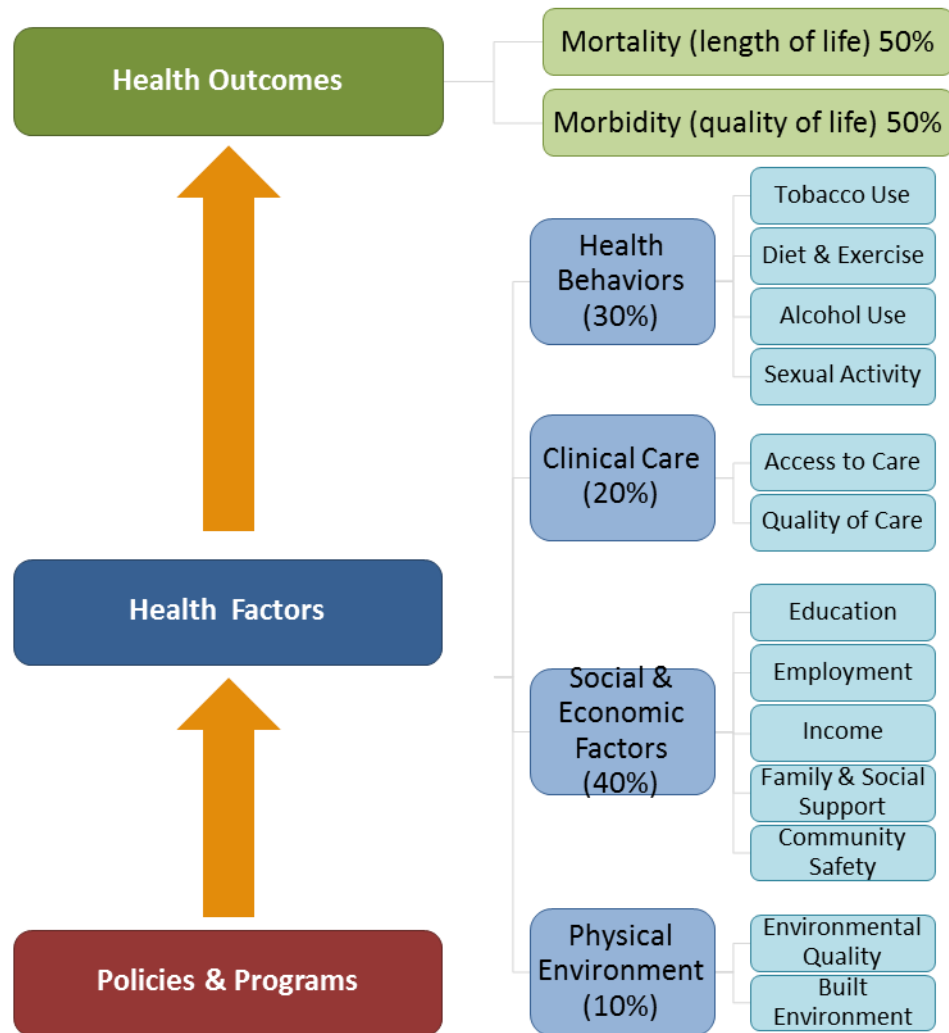 Health Outcomes
Mortality (length of life) 50%
Morbidity (quality of life) 50%
Health Factors
Health
Behaviors
(30%)
Tobacco Use
Diet & Exercise
Alcohol Use
Sexual Activity
Clinical Care
(20%)
Access to Care
Quality of Care
Social &
Economic
Factors
(40%)
Education
Employment
Income
Family & Social
Support
Community
Safety
Physical
Environment
(10%)
Environmental
Quality
Built
Environment
Policies & Programs